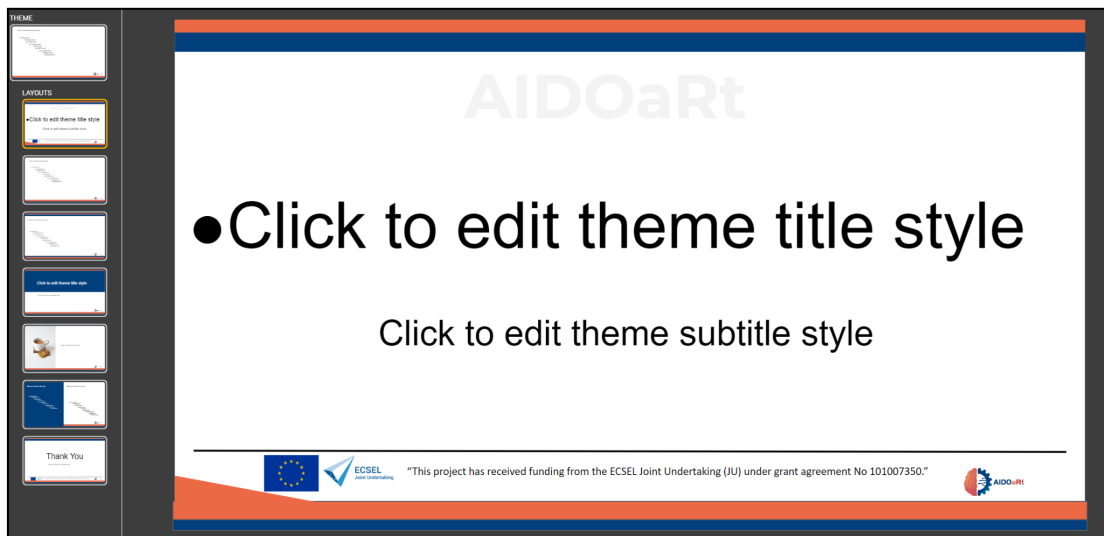 THEME
LAYOUTS
●Click to edit theme title style
Click to edit theme subtitle style
Click to edit theme title style
Thank You
AIDOaRt
●Click to edit theme title style
Click to edit theme subtitle style
ECSEL
Joint Undertaking
“This project has received funding from the ECSEL Joint Undertaking (JU) under grant agreement No 101007350.”
AIDOaRt